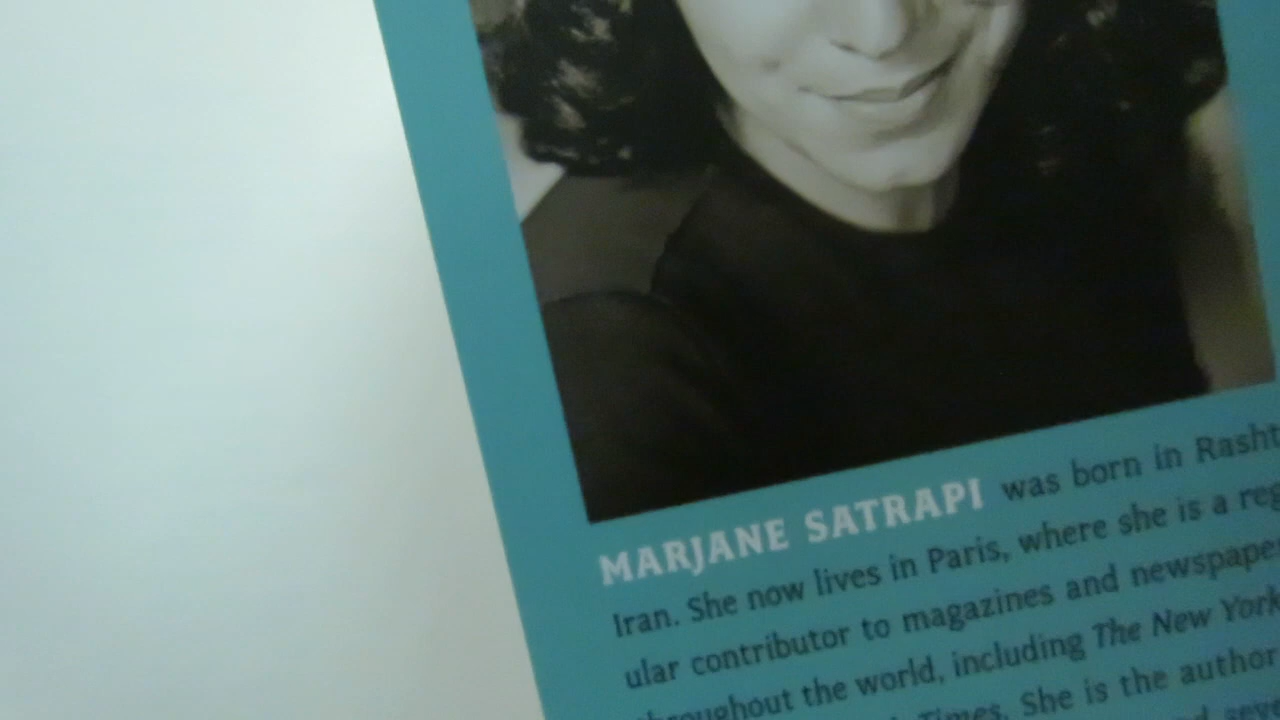 MARJANE SATRAPI was born in Rasht
Iran. She now lives in Paris, where she is a reg
ular contributor to magazines and newspape
throughout the world, including The New York
Times. She is the author